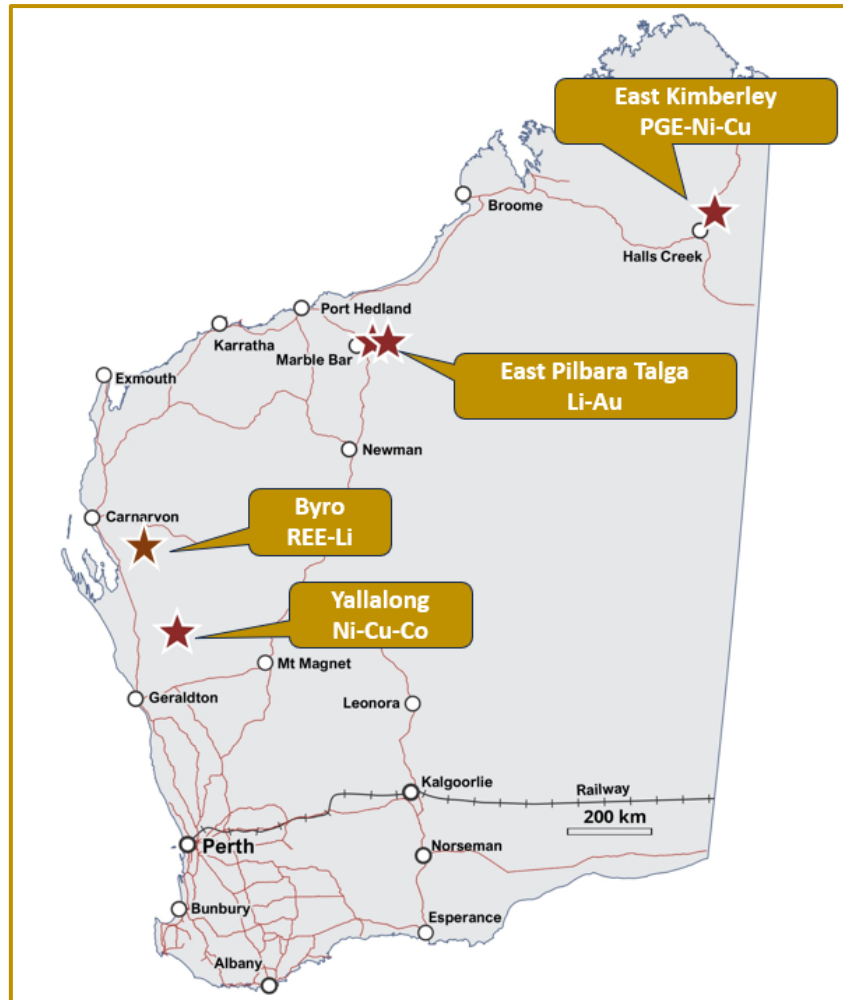 East Kimberley
PGE-Ni-Cu
Broome
Halls Creek
Port Hedland
Karratha
Marble Bar
Exmouth
East Pilbara Talga
Li-Au
Newman
Byro
REE-Li
Carnarvon
Yallalong
Ni-Cu-Co
Mt Magnet
Geraldton
Leonora
Kalgoorlie
Railway
200 km
Perth
Norseman
Bunbury
Esperance
Albany